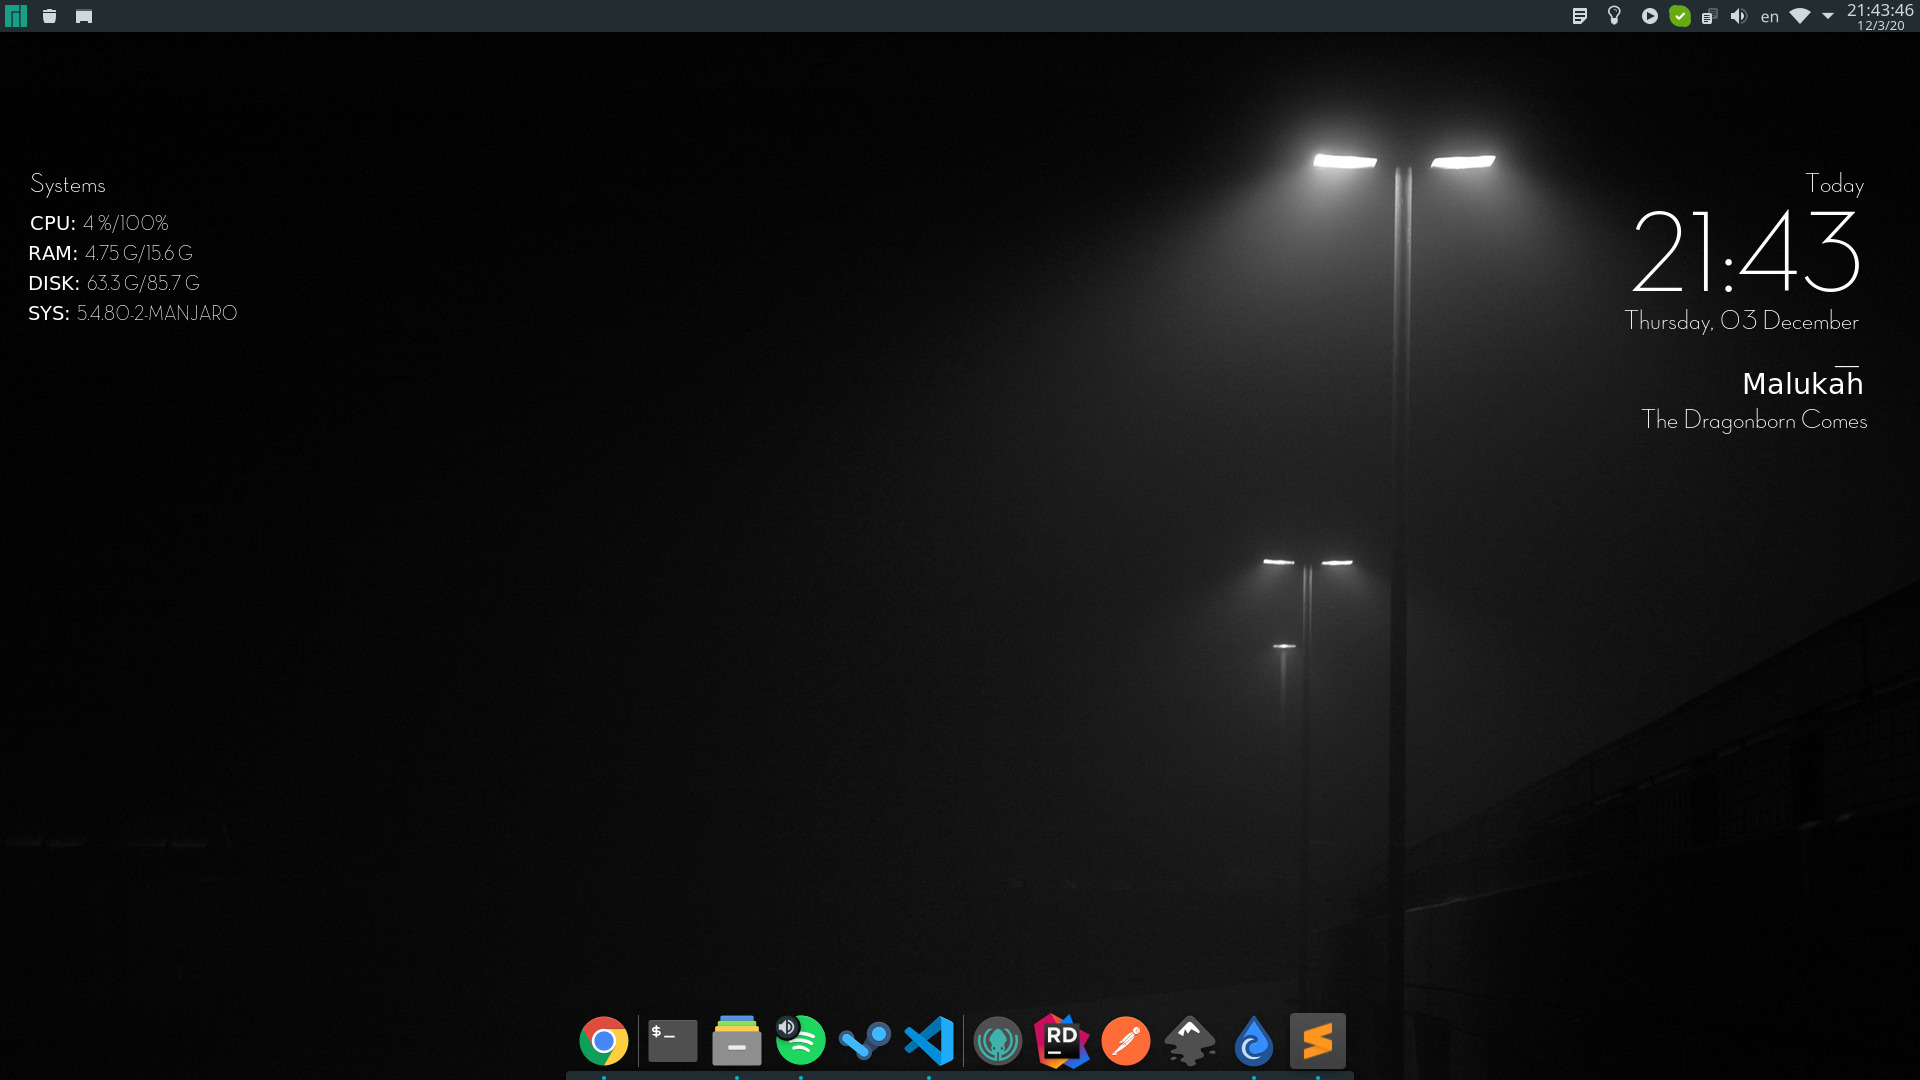 en
21:43:46
12/3/20
Systems
CPU: 4 %/100%
RAM: 4.75 G/15.6 G
DISK: 63.3 G/85.7 G
SYS: 5.4.80-2-MANJARO
Today
21:43
Thursday, 03 December
Malukah
The Dragonborn Comes
$_
RD